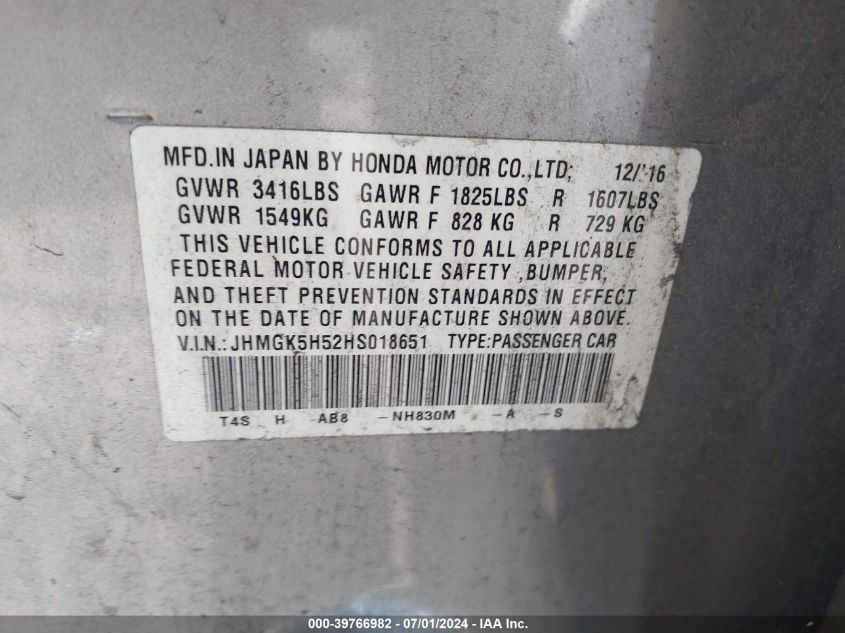 MFD.IN JAPAN BY HONDA MOTOR CO.,LTD; 12/'16
GVWR 3416LBS GAWR F 1825LBS R 1607LBS
GVWR 1549KG GAWR F 828 KG R 729 KG
THIS VEHICLE CONFORMS TO ALL APPLICABLE
FEDERAL MOTOR VEHICLE SAFETY ,BUMPER,
AND THEFT PREVENTION STANDARDS IN EFFECT
ON THE DATE OF MANUFACTURE SHOWN ABOVE.
V.I.N.: JHMGK5H52HS018651 TYPE:PASSENGER CAR
T4S H AB8 -NH830M -A -S
000-39766982 - 07/01/2024 - IAA Inc.